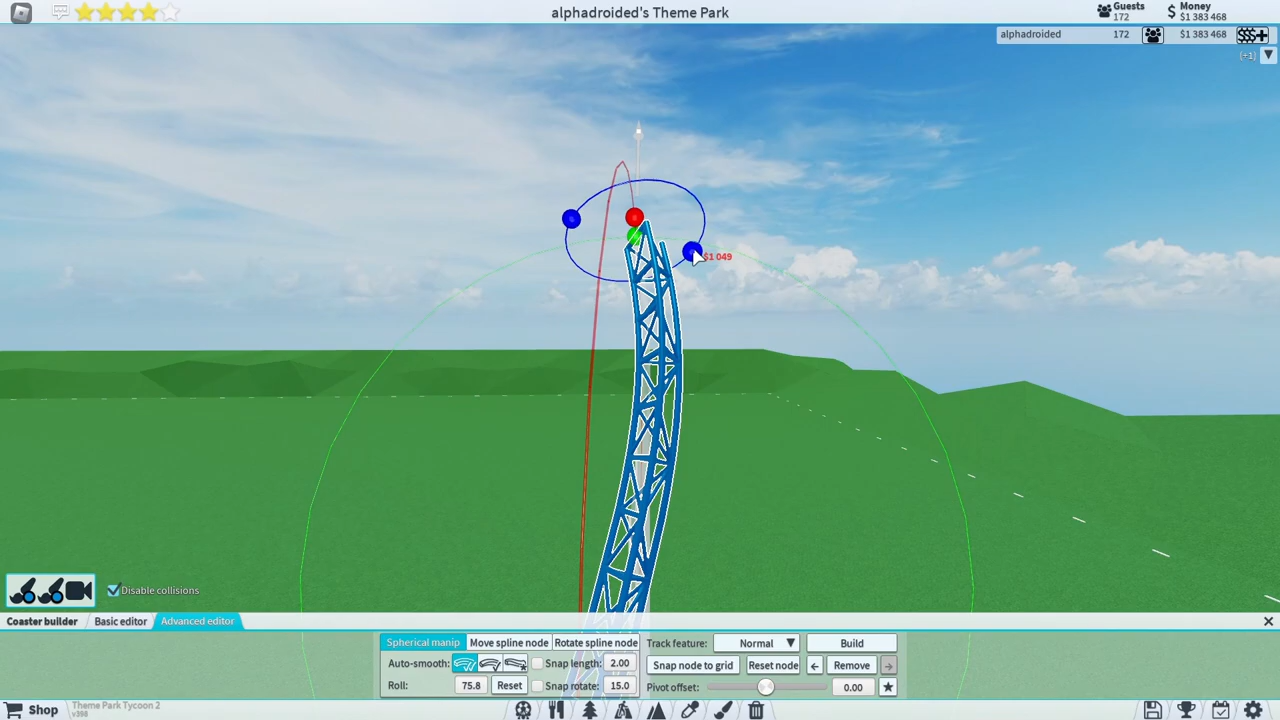 alphadroided's Theme Park
Guests
172
Money
$1 383 468
alphadroided 172 $1 383 468
(+1)
$1 049
Disable collisions
Coaster builder Basic editor Advanced editor
Spherical manip Move spline node Rotate spline node Track feature: Normal Build
Auto-smooth: Snap length: 2.00 Snap node to grid Reset node Remove
Roll: 75.8 Reset Snap rotate: 15.0 Pivot offset: 0.00
Shop
Theme Park Tycoon 2
v398